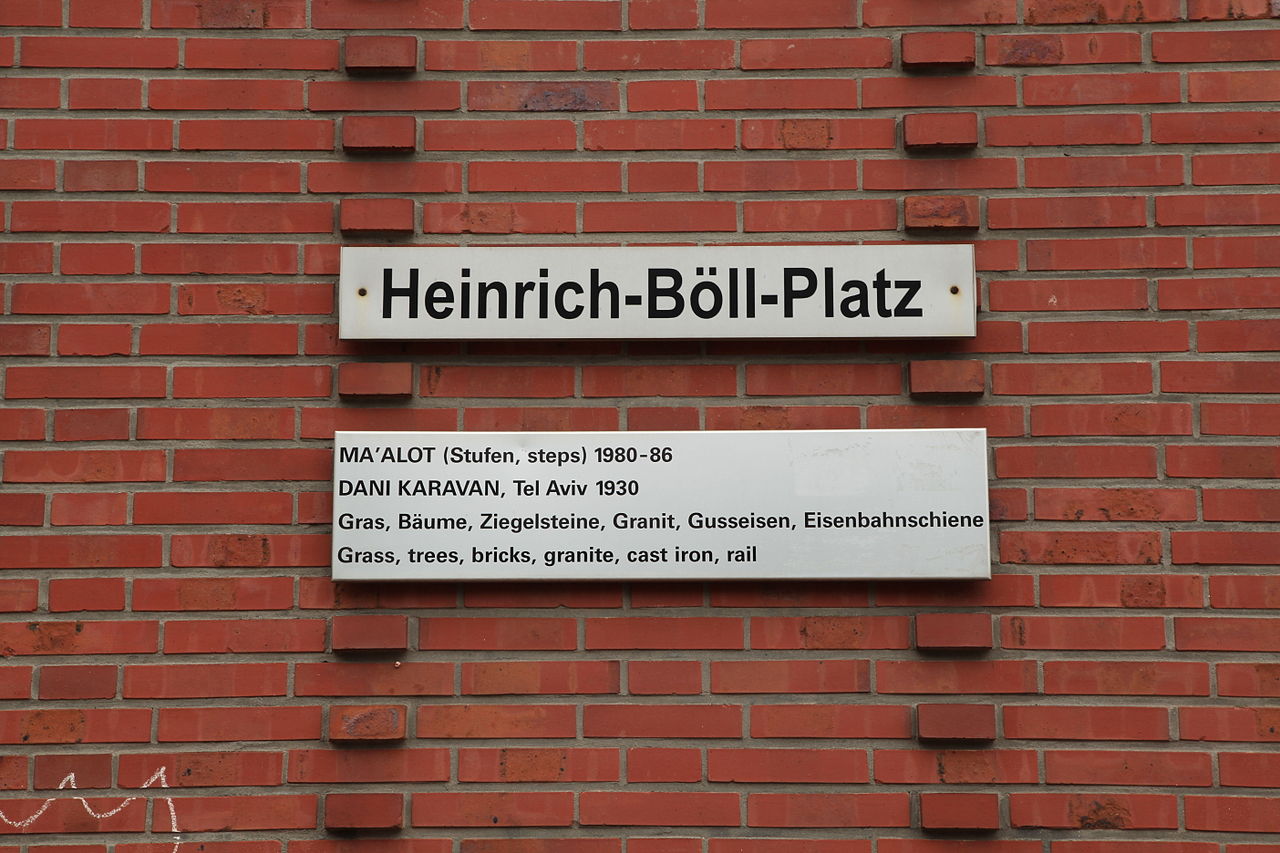 Heinrich-Böll-Platz
MA'ALOT (Stufen, steps) 1980-86
DANI KARAVAN, Tel Aviv 1930
Gras, Bäume, Ziegelsteine, Granit, Gusseisen, Eisenbahnschiene
Grass, trees, bricks, granite, cast iron, rail